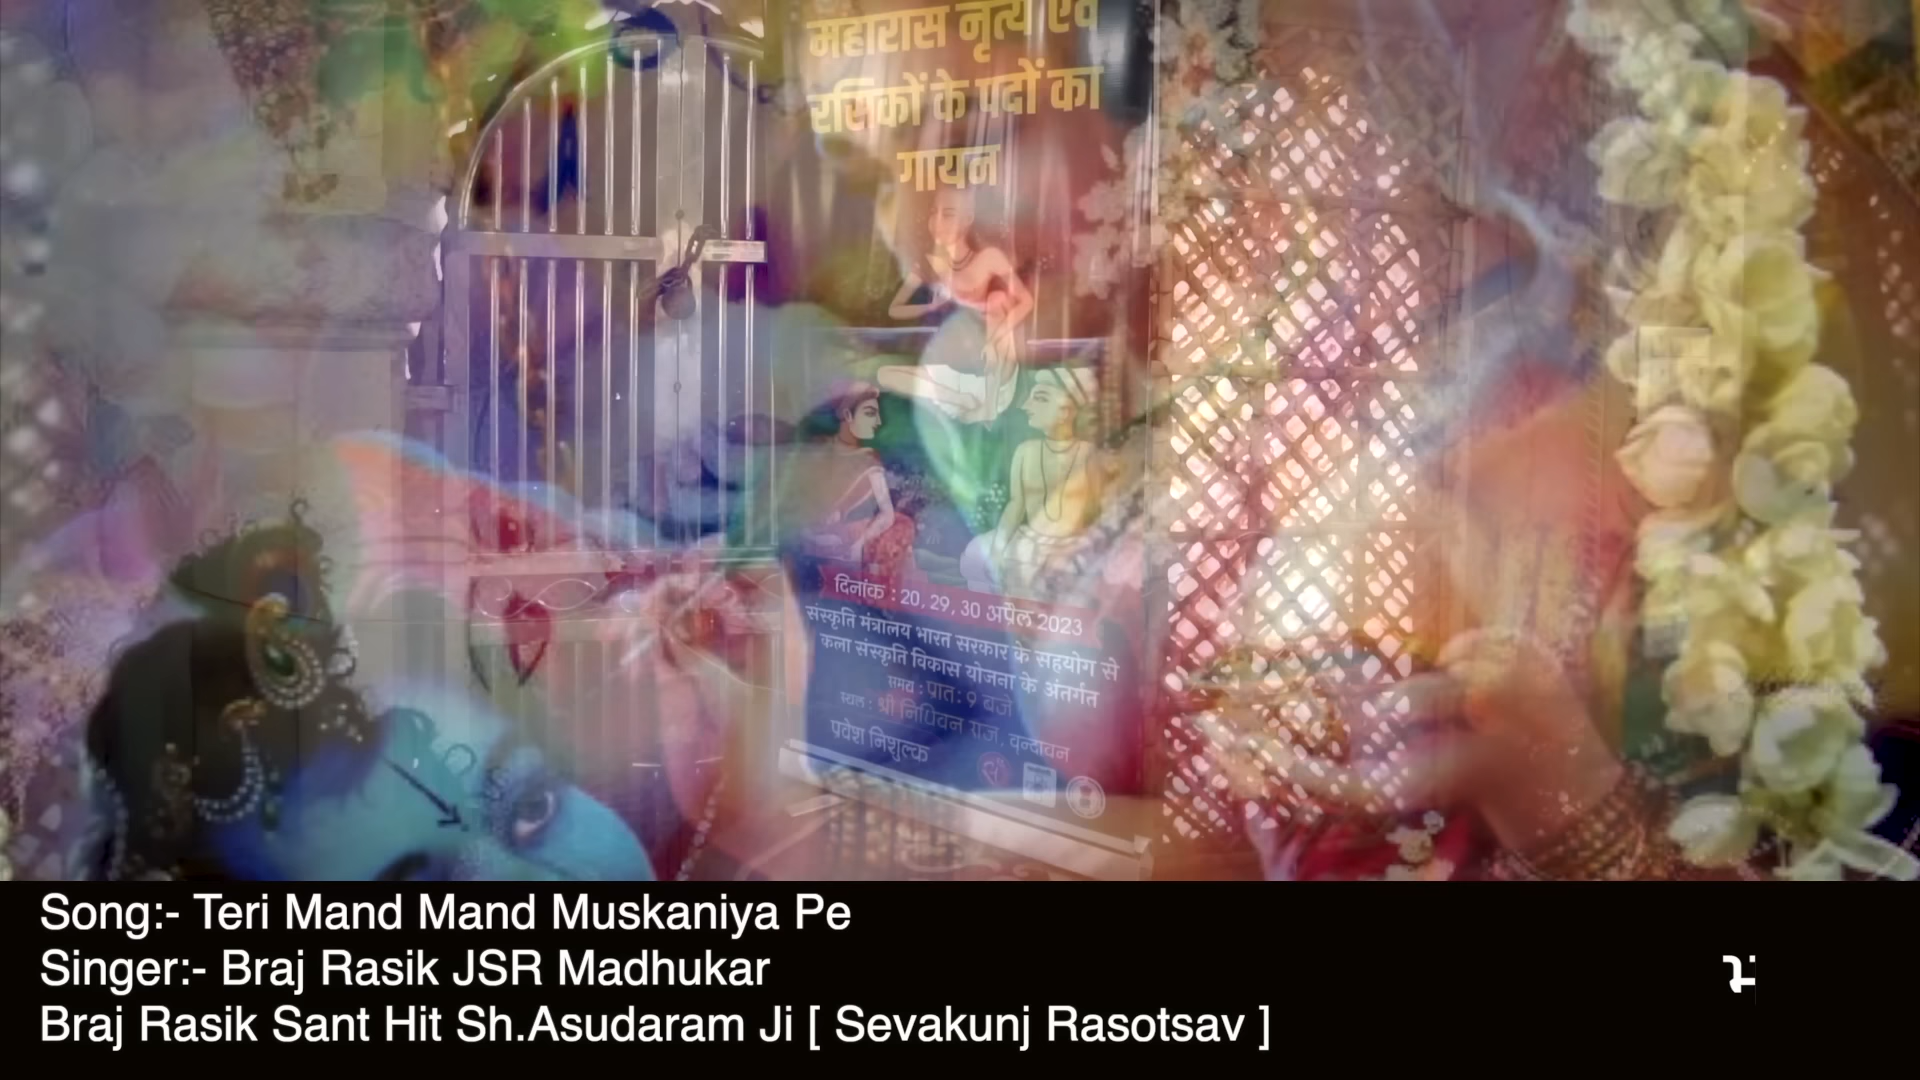 महारास नृत्य एवं
रसिकों के पदों का
गायन
दिनांक : 20, 29, 30 अप्रैल 2023
संस्कृति मंत्रालय भारत सरकार के सहयोग से
कला संस्कृति विकास योजना के अंतर्गत
समय : प्रातः 9 बजे
स्थल : श्री निधिवन राज, वृन्दावन
प्रवेश निशुल्क
Song:- Teri Mand Mand Muskaniya Pe
Singer:- Braj Rasik JSR Madhukar
Braj Rasik Sant Hit Sh.Asudaram Ji [ Sevakunj Rasotsav ]